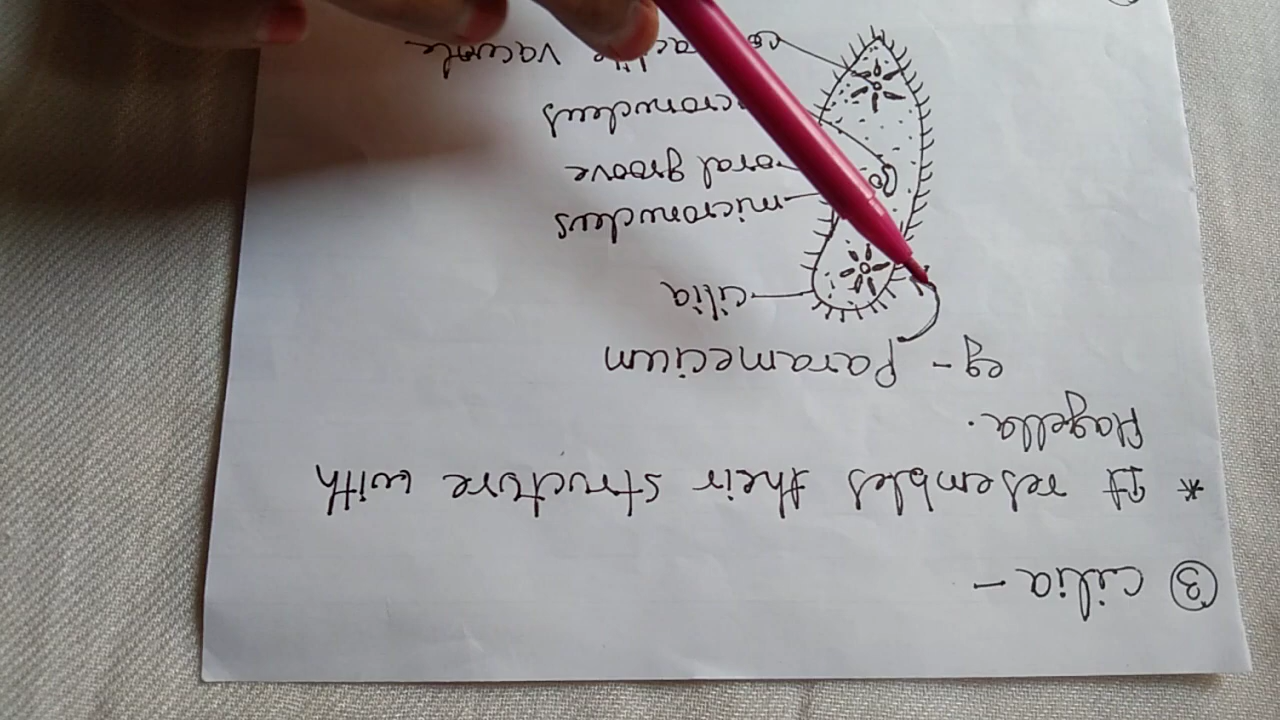 ③ Cilia -
* It resembles their structure with
flagella.
eg - Paramecium
cilia
micronucleus
oral groove
vacuole